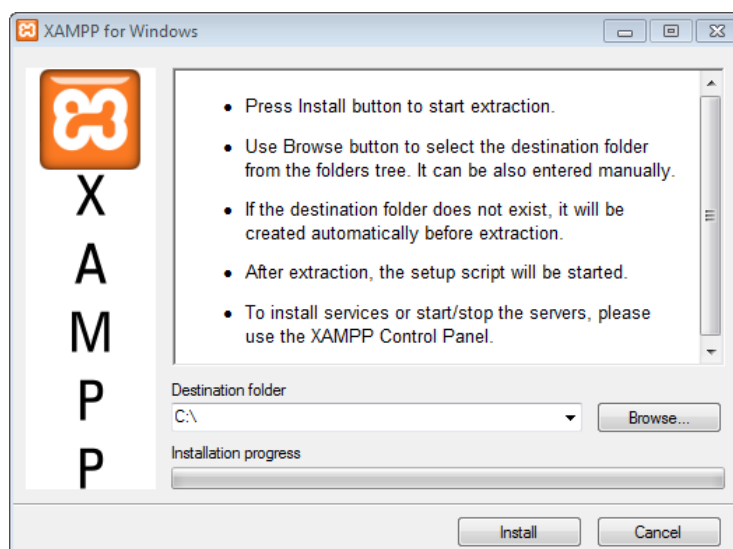 XAMPP for Windows
X
A
M
P
P
• Press Install button to start extraction.
• Use Browse button to select the destination folder
from the folders tree. It can be also entered manually.
• If the destination folder does not exist, it will be
created automatically before extraction.
• After extraction, the setup script will be started.
• To install services or start/stop the servers, please
use the XAMPP Control Panel.
Destination folder
C:\
Browse...
Installation progress
Install
Cancel